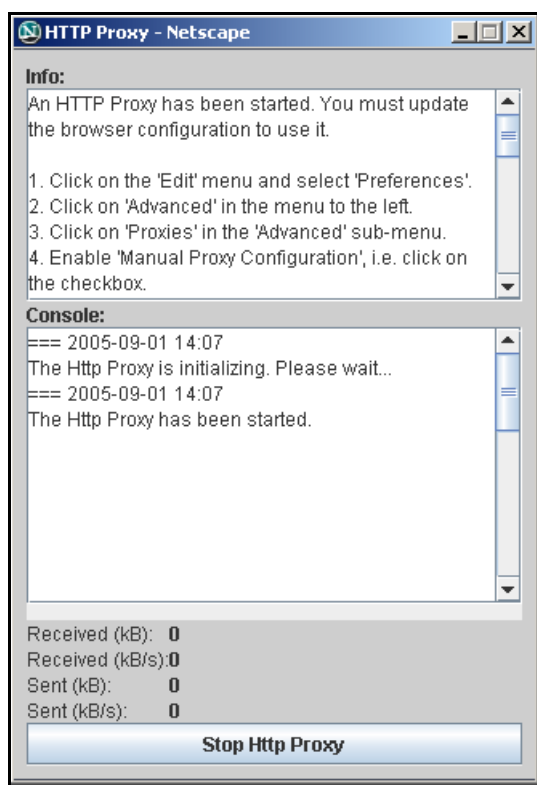 HTTP Proxy - Netscape
Info:
An HTTP Proxy has been started. You must update
the browser configuration to use it.
1. Click on the 'Edit' menu and select 'Preferences'.
2. Click on 'Advanced' in the menu to the left.
3. Click on 'Proxies' in the 'Advanced' sub-menu.
4. Enable 'Manual Proxy Configuration', i.e. click on
the checkbox.
Console:
=== 2005-09-01 14:07
The Http Proxy is initializing. Please wait...
=== 2005-09-01 14:07
The Http Proxy has been started.
Received (kB): 0
Received (kB/s):0
Sent (kB): 0
Sent (kB/s): 0
Stop Http Proxy